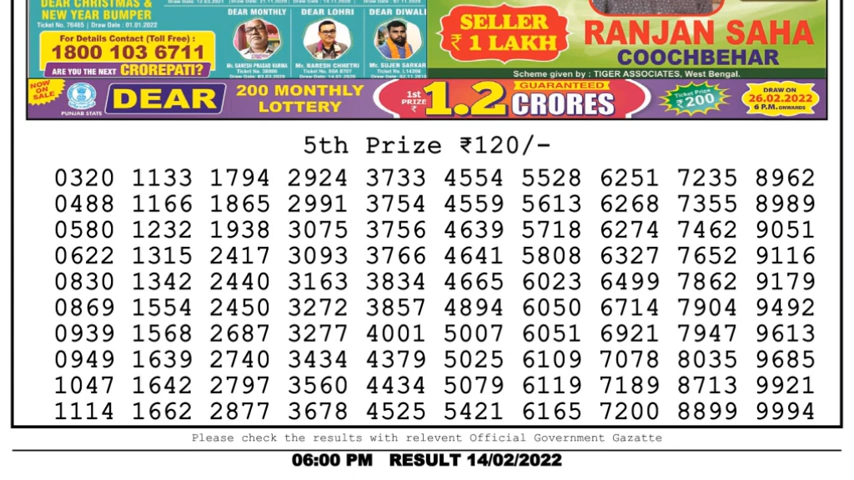 DEAR CHRISTMAS &
NEW YEAR BUMPER
Ticket No. 76465 | Draw Date : 01.01.2022
For Details Contact (Toll Free) :
1800 103 6711
ARE YOU THE NEXT CROREPATI?
DEAR MONTHLY DEAR LOHRI DEAR DIWALI
SELLER
₹ 1 LAKH
RANJAN SAHA
COOCHBEHAR
Scheme given by : TIGER ASSOCIATES, West Bengal.
NOW ON SALE
PUNJAB STATE
DEAR 200 MONTHLY LOTTERY
1st PRIZE ₹ 1.2 GUARANTEED CRORES
Ticket Price ₹200
DRAW ON
26.02.2022
6 P.M. ONWARDS
5th Prize ₹120/-
0320 1133 1794 2924 3733 4554 5528 6251 7235 8962
0488 1166 1865 2991 3754 4559 5613 6268 7355 8989
0580 1232 1938 3075 3756 4639 5718 6274 7462 9051
0622 1315 2417 3093 3766 4641 5808 6327 7652 9116
0830 1342 2440 3163 3834 4665 6023 6499 7862 9179
0869 1554 2450 3272 3857 4894 6050 6714 7904 9492
0939 1568 2687 3277 4001 5007 6051 6921 7947 9613
0949 1639 2740 3434 4379 5025 6109 7078 8035 9685
1047 1642 2797 3560 4434 5079 6119 7189 8713 9921
1114 1662 2877 3678 4525 5421 6165 7200 8899 9994
Please check the results with relevent Official Government Gazatte
06:00 PM RESULT 14/02/2022